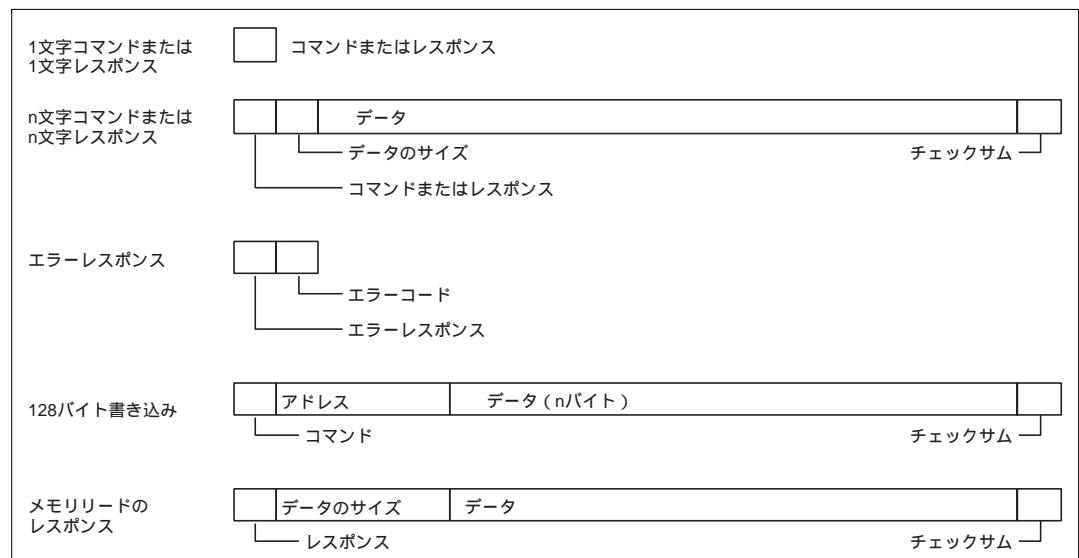 1文字コマンドまたは
1文字レスポンス
コマンドまたはレスポンス
n文字コマンドまたは
n文字レスポンス
データ
データのサイズ
チェックサム
コマンドまたはレスポンス
エラーレスポンス
エラーコード
エラーレスポンス
128バイト書き込み
アドレス
データ(nバイト)
コマンド
チェックサム
メモリリードの
レスポンス
データのサイズ
データ
レスポンス
チェックサム